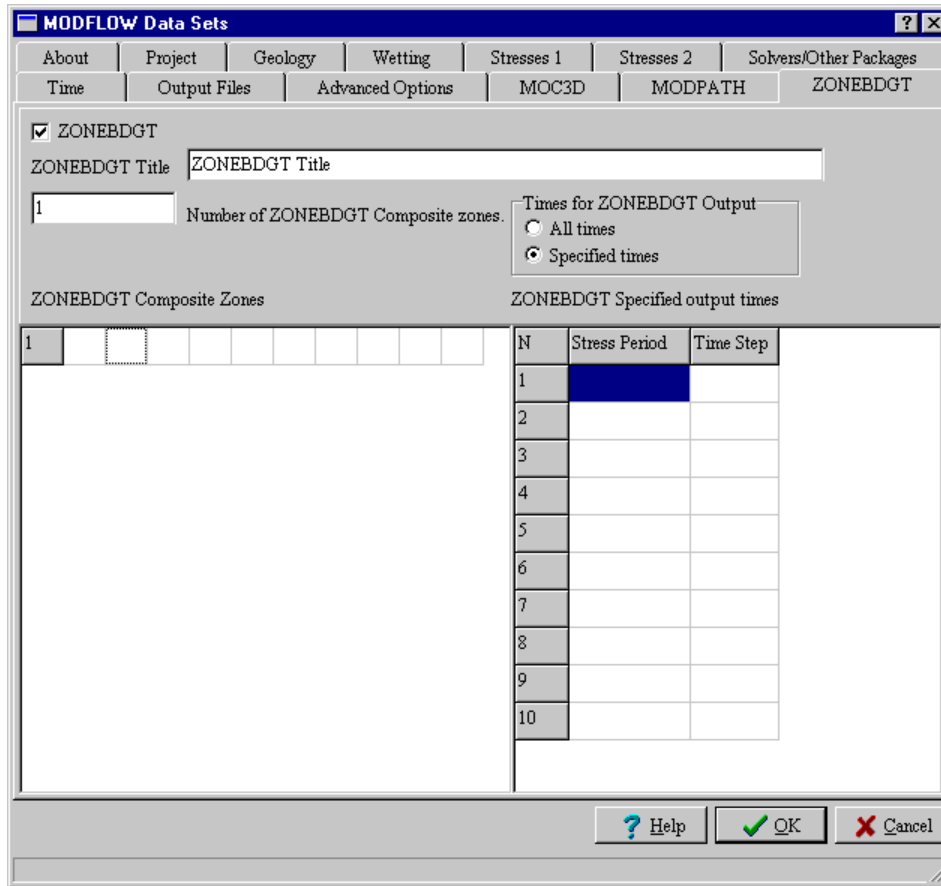 MODFLOW Data Sets
About Project Geology Wetting Stresses 1 Stresses 2 Solvers/Other Packages
Time Output Files Advanced Options MOC3D MODPATH ZONEBDGT
ZONEBDGT
ZONEBDGT Title ZONEBDGT Title
1 Number of ZONEBDGT Composite zones.
Times for ZONEBDGT Output
All times
Specified times
ZONEBDGT Composite Zones ZONEBDGT Specified output times
1 N Stress Period Time Step
1
2
3
4
5
6
7
8
9
10
? Help OK Cancel